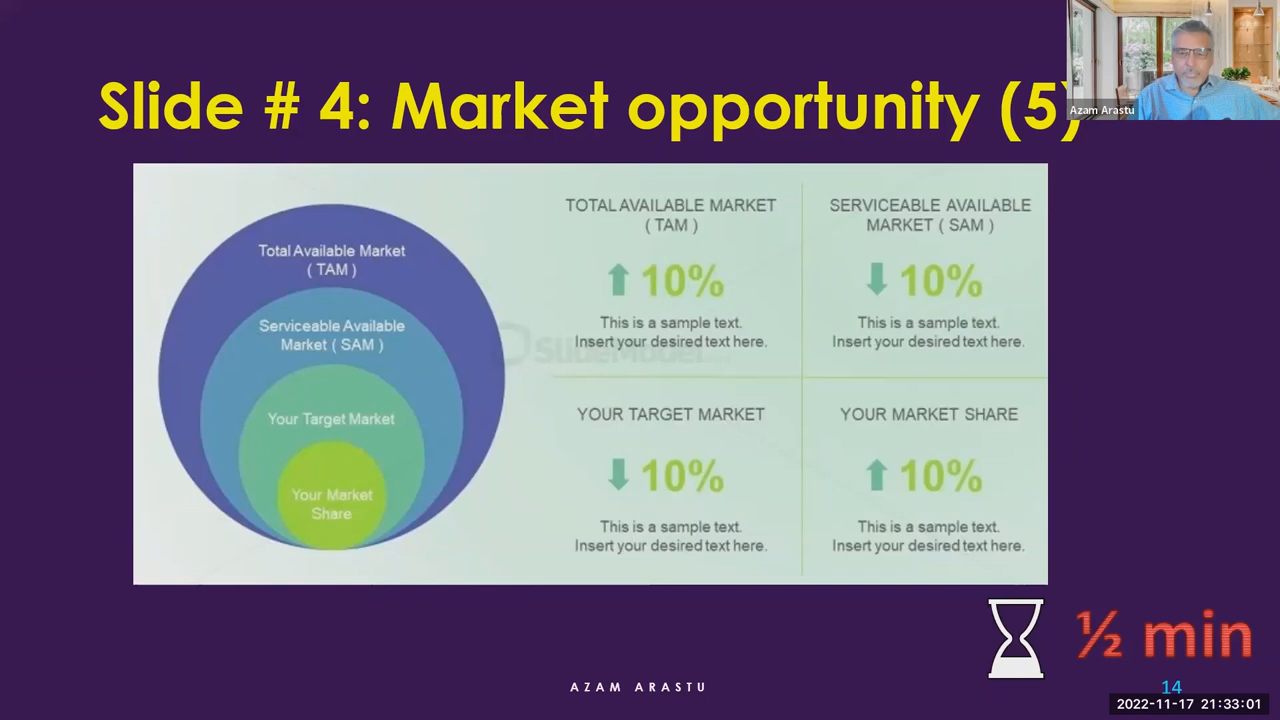 Slide # 4: Market opportunity (5)
Azam Arastu
Total Available Market
( TAM )
Serviceable Available
Market ( SAM )
Your Target Market
Your Market
Share
TOTAL AVAILABLE MARKET
( TAM )
10%
This is a sample text.
Insert your desired text here.
SERVICEABLE AVAILABLE
MARKET ( SAM )
10%
This is a sample text.
Insert your desired text here.
SlideModel
YOUR TARGET MARKET
10%
This is a sample text.
Insert your desired text here.
YOUR MARKET SHARE
10%
This is a sample text.
Insert your desired text here.
½ min
AZAM ARASTU
14
2022-11-17 21:33:01